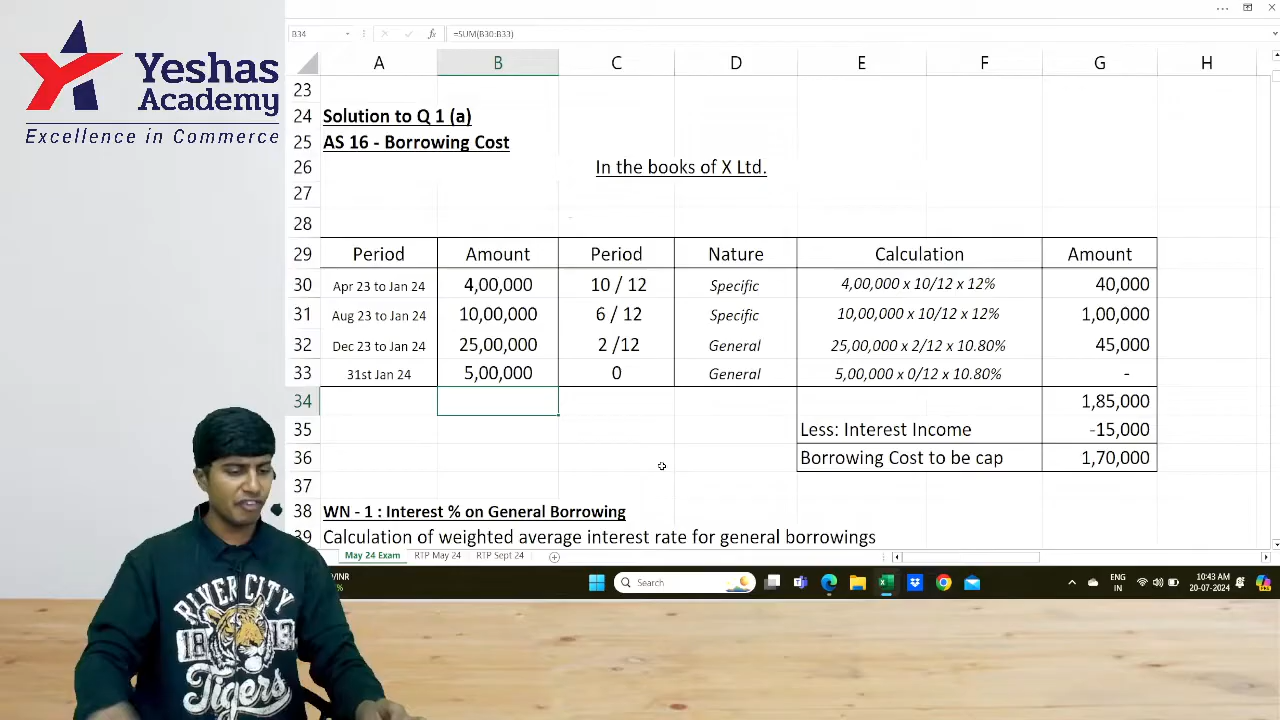 B34
fx
=SUM(B30:B33)
Yeshas
Academy
Excellence in Commerce
A B C D E F G H
23
24 Solution to Q 1 (a)
25 AS 16 - Borrowing Cost
26 In the books of X Ltd.
27
28
29 Period Amount Period Nature Calculation Amount
30 Apr 23 to Jan 24 4,00,000 10 / 12 Specific 4,00,000 x 10/12 x 12% 40,000
31 Aug 23 to Jan 24 10,00,000 6 / 12 Specific 10,00,000 x 10/12 x 12% 1,00,000
32 Dec 23 to Jan 24 25,00,000 2 /12 General 25,00,000 x 2/12 x 10.80% 45,000
33 31st Jan 24 5,00,000 0 General 5,00,000 x 0/12 x 10.80% -
34 1,85,000
35 Less: Interest Income -15,000
36 Borrowing Cost to be cap 1,70,000
37
38 WN - 1 : Interest % on General Borrowing
39 Calculation of weighted average interest rate for general borrowings
May 24 Exam RTP May 24 RTP Sept 24
VINR
%
Search
ENG
IN
10:43 AM
20-07-2024
RIVER CITY
18
Tigers